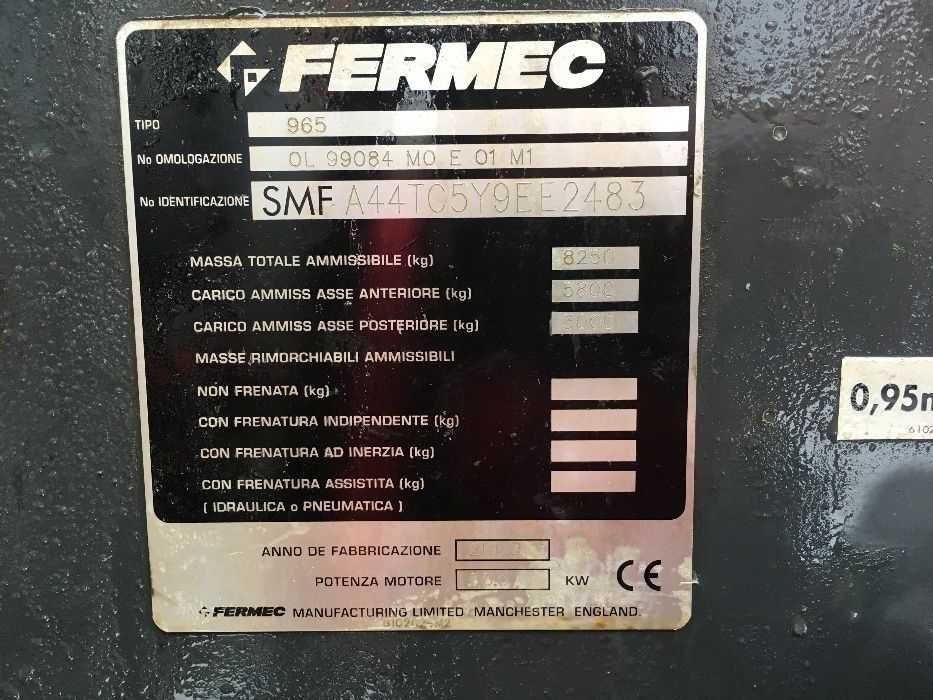 FERMEC
TIPO 965
No OMOLOGAZIONE OL 99084 MO E 01 M1
No IDENTIFICAZIONE SMF A44TC5Y9EE2483
MASSA TOTALE AMMISSIBILE (kg) 8250
CARICO AMMISS ASSE ANTERIORE (kg) 5800
CARICO AMMISS ASSE POSTERIORE (kg)
MASSE RIMORCHIABILI AMMISSIBILI
NON FRENATA (kg)
CON FRENATURA INDIPENDENTE (kg)
CON FRENATURA AD INERZIA (kg)
CON FRENATURA ASSISTITA (kg)
( IDRAULICA o PNEUMATICA )
ANNO DE FABBRICAZIONE
POTENZA MOTORE KW CE
FERMEC MANUFACTURING LIMITED MANCHESTER ENGLAND.
0,95